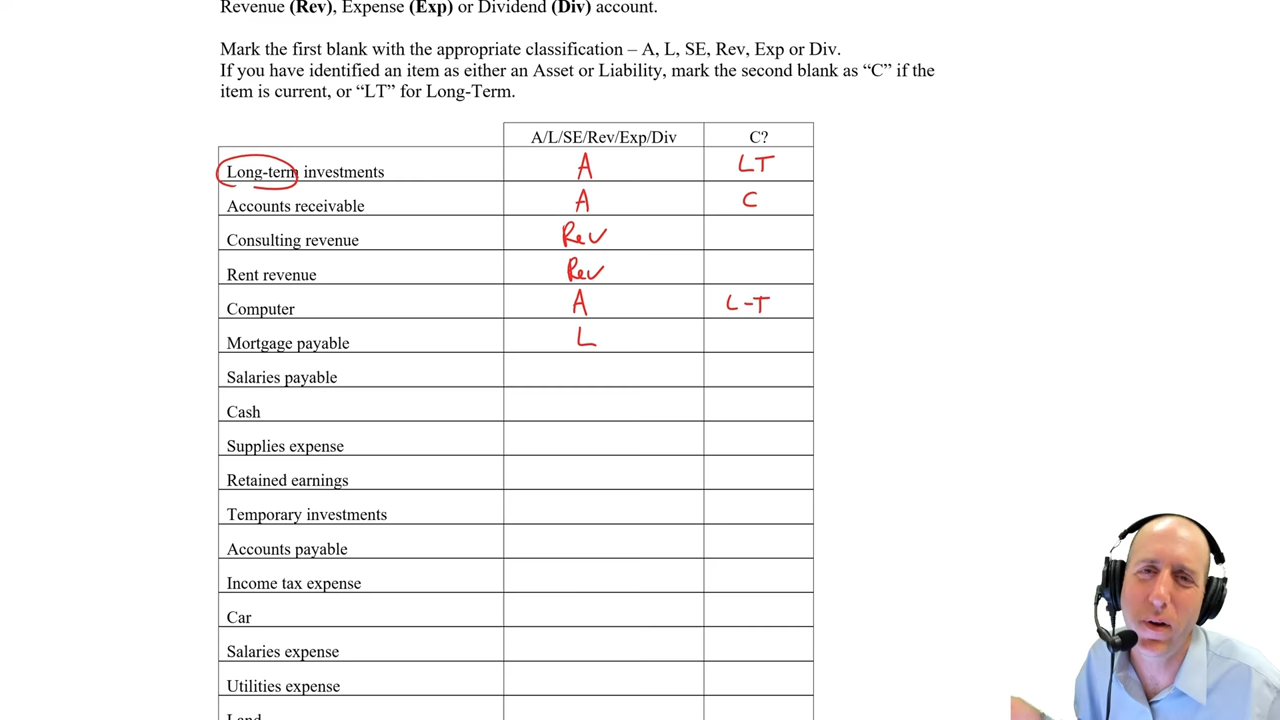 Revenue (Rev), Expense (Exp) or Dividend (Div) account.
Mark the first blank with the appropriate classification – A, L, SE, Rev, Exp or Div.
If you have identified an item as either an Asset or Liability, mark the second blank as “C” if the
item is current, or “LT” for Long-Term.
A/L/SE/Rev/Exp/Div C?
Long-term investments A LT
Accounts receivable A C
Consulting revenue Rev
Rent revenue Rev
Computer A L-T
Mortgage payable L
Salaries payable
Cash
Supplies expense
Retained earnings
Temporary investments
Accounts payable
Income tax expense
Car
Salaries expense
Utilities expense
Land